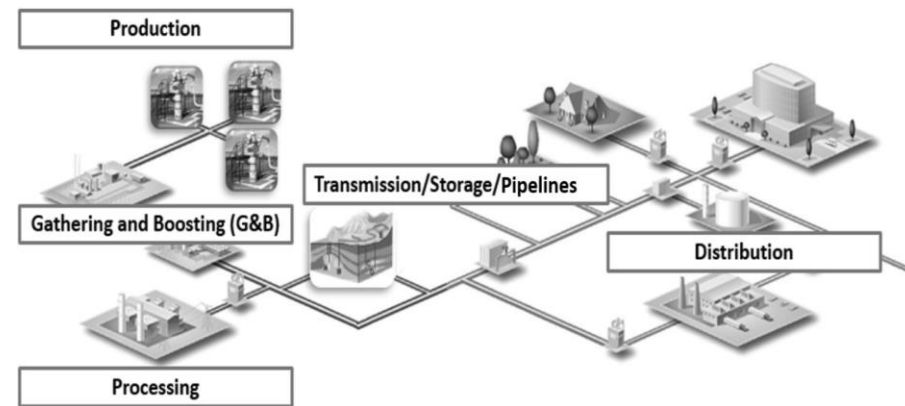 Production
Gathering and Boosting (G&B)
Transmission/Storage/Pipelines
Distribution
Processing